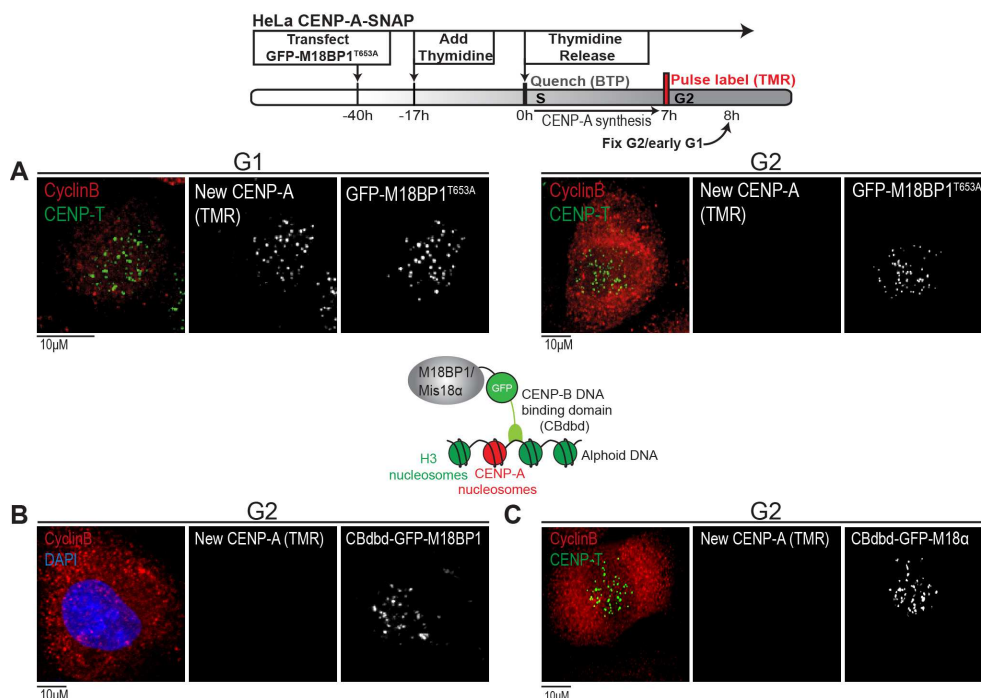 HeLa CENP-A-SNAP
Transfect
GFP-M18BP1T653A
Add
Thymidine
Thymidine
Release
Quench (BTP)
Pulse label (TMR)
S
G2
CENP-A synthesis
-40h
-17h
0h
7h
8h
Fix G2/early G1
A
G1
CyclinB
CENP-T
New CENP-A
(TMR)
GFP-M18BP1T653A
10µM
G2
CyclinB
CENP-T
New CENP-A
(TMR)
GFP-M18BP1T653A
10µM
M18BP1/
Mis18α
GFP
CENP-B DNA
binding domain
(CBdbd)
Alphoid DNA
H3
nucleosomes
CENP-A
nucleosomes
B
G2
CyclinB
DAPI
New CENP-A (TMR)
CBdbd-GFP-M18BP1
10µM
C
G2
CyclinB
CENP-T
New CENP-A (TMR)
CBdbd-GFP-M18α
10µM